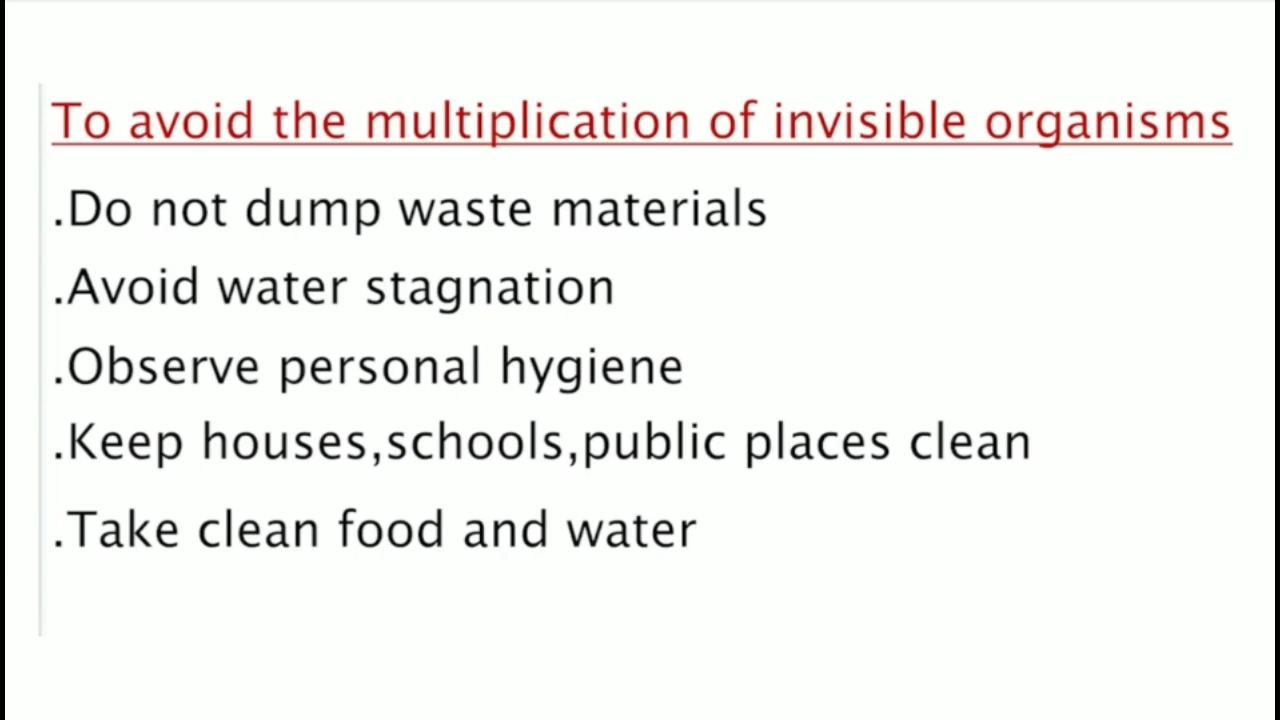 To avoid the multiplication of invisible organisms
.Do not dump waste materials
.Avoid water stagnation
.Observe personal hygiene
.Keep houses,schools,public places clean
.Take clean food and water